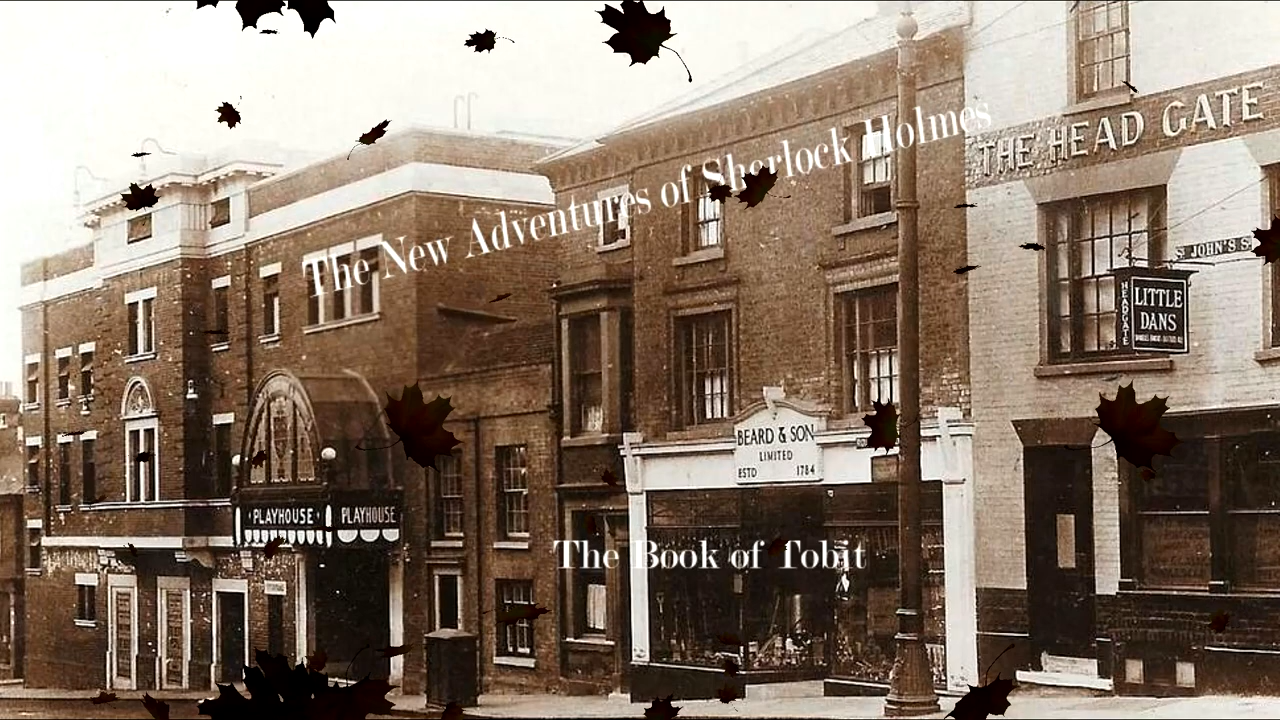 The New Adventures of Sherlock Holmes
THE HEAD GATE
ST JOHN'S S
HEADGATE
LITTLE
DANS
BEARD & SON
LIMITED
ESTD 1784
PLAYHOUSE
PLAYHOUSE
The Book of Tobit